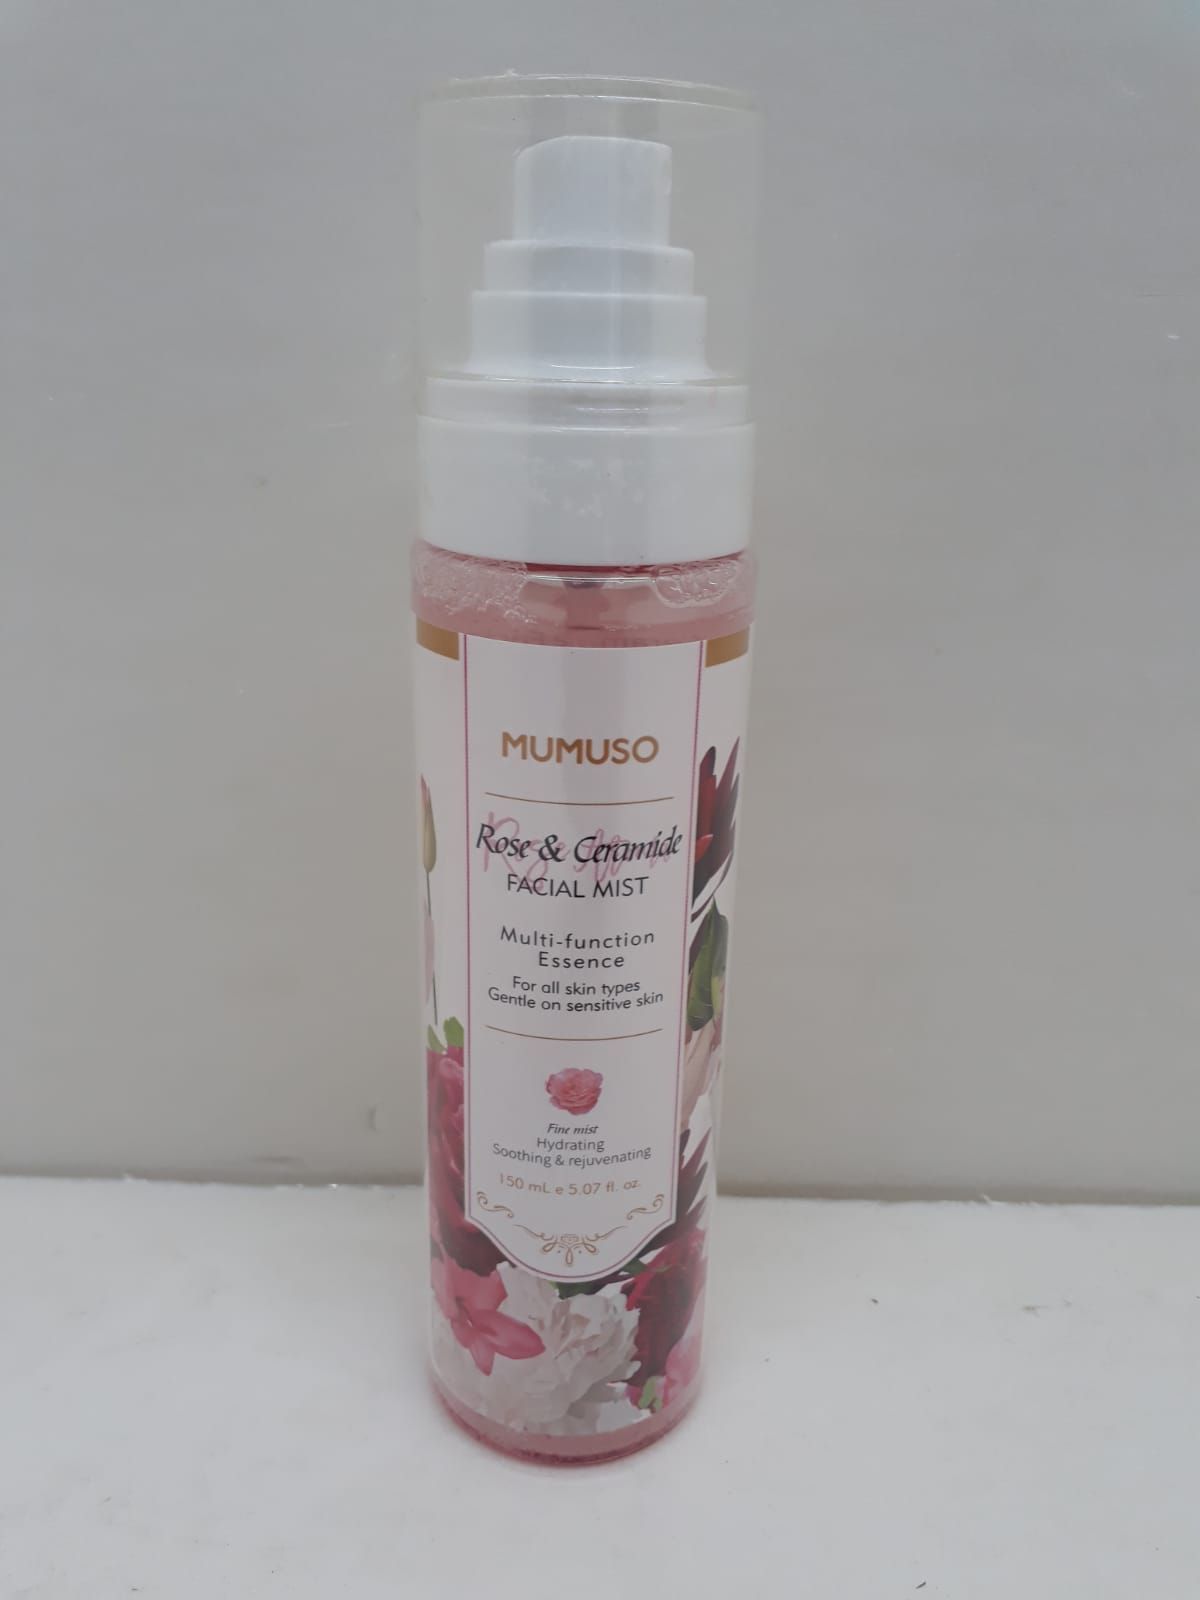 MUMUSO
Rose & Ceramide
FACIAL MIST
Multi-function
Essence
For all skin types
Gentle on sensitive skin
Fine mist
Hydrating
Soothing & rejuvenating
150 mL e 5.07 fl. oz.